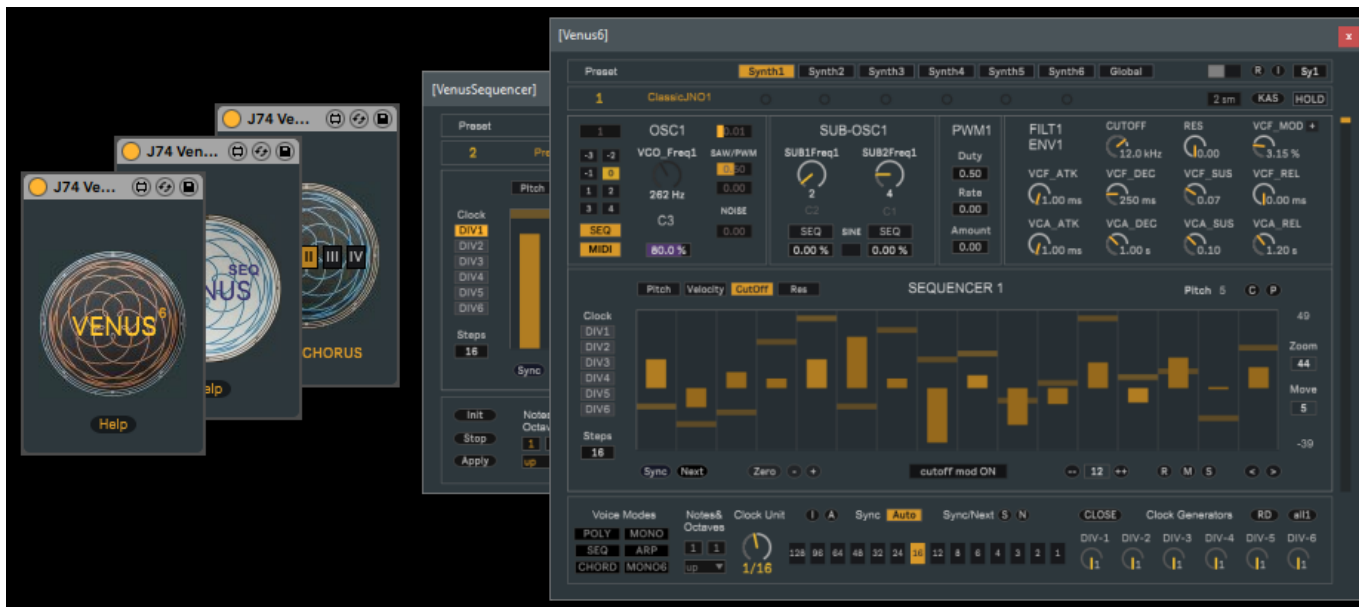 [Venus6]
x
Preset Synth1 Synth2 Synth3 Synth4 Synth5 Synth6 Global R I Sy1
1 ClassicJNO1 2 sm KAS HOLD
1 OSC1 0.01
-3 -2 VCO_Freq1 SAW/PWM
-1 0 0.50
1 2 262 Hz 0.00
3 4 C3 NOISE
SEQ 0.00
MIDI 60.0 %
SUB-OSC1
SUB1Freq1 SUB2Freq1
2 4
C2 C1
SEQ SINE SEQ
0.00 % 0.00 %
PWM1
Duty
0.50
Rate
0.00
Amount
0.00
FILT1 CUTOFF RES VCF_MOD +
ENV1 12.0 kHz 0.00 3.15 %
VCF_ATK VCF_DEC VCF_SUS VCF_REL
1.00 ms 250 ms 0.07 0.00 ms
VCA_ATK VCA_DEC VCA_SUS VCA_REL
1.00 ms 1.00 s 0.10 1.20 s
Pitch Velocity CutOff Res SEQUENCER 1 Pitch 5 C P
Clock 49
DIV1
DIV2 Zoom
DIV3 44
DIV4
DIV5 Move
DIV6 5
Steps
16 -39
Sync Next Zero - + cutoff mod ON -- 12 ++ R M S < >
Voice Modes Notes& Clock Unit I A Sync Auto Sync/Next S N CLOSE Clock Generators RD all1
Octaves
POLY MONO DIV-1 DIV-2 DIV-3 DIV-4 DIV-5 DIV-6
SEQ ARP 1 1 128 96 64 48 32 24 16 12 8 6 4 3 2 1
CHORD MONO6 up 1/16 1 1 1 1 1 1
[VenusSequencer]
Preset
2 Pre
Pitch
Clock
DIV1
DIV2
DIV3
DIV4
DIV5
DIV6
Steps
16
Sync
Init Notes
Stop Octav
Apply 1
up
J74 Ve...
II III IV
CHORUS
J74 Ven...
SEQ
NUS
elp
J74 Ve...
VENUS6
Help